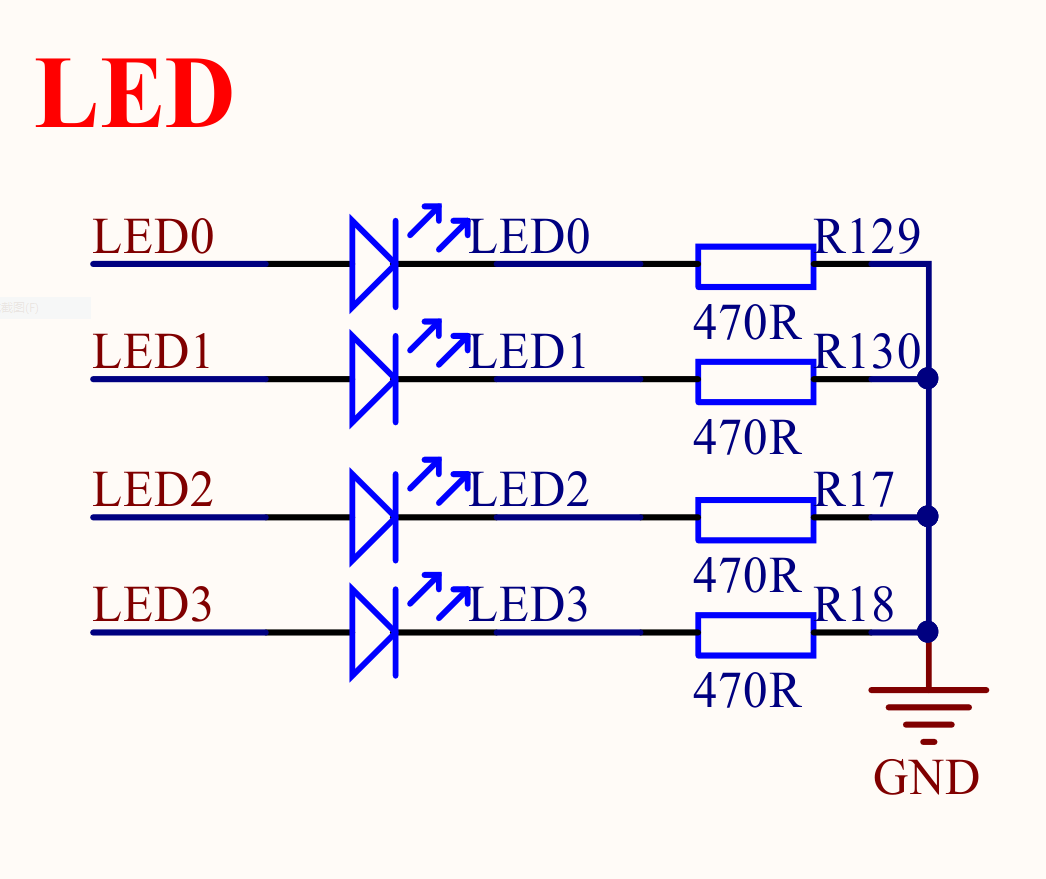 LED
LED0 LED0 R129
470R
LED1 LED1 R130
470R
LED2 LED2 R17
470R
LED3 LED3 R18
470R
GND
截图(F)